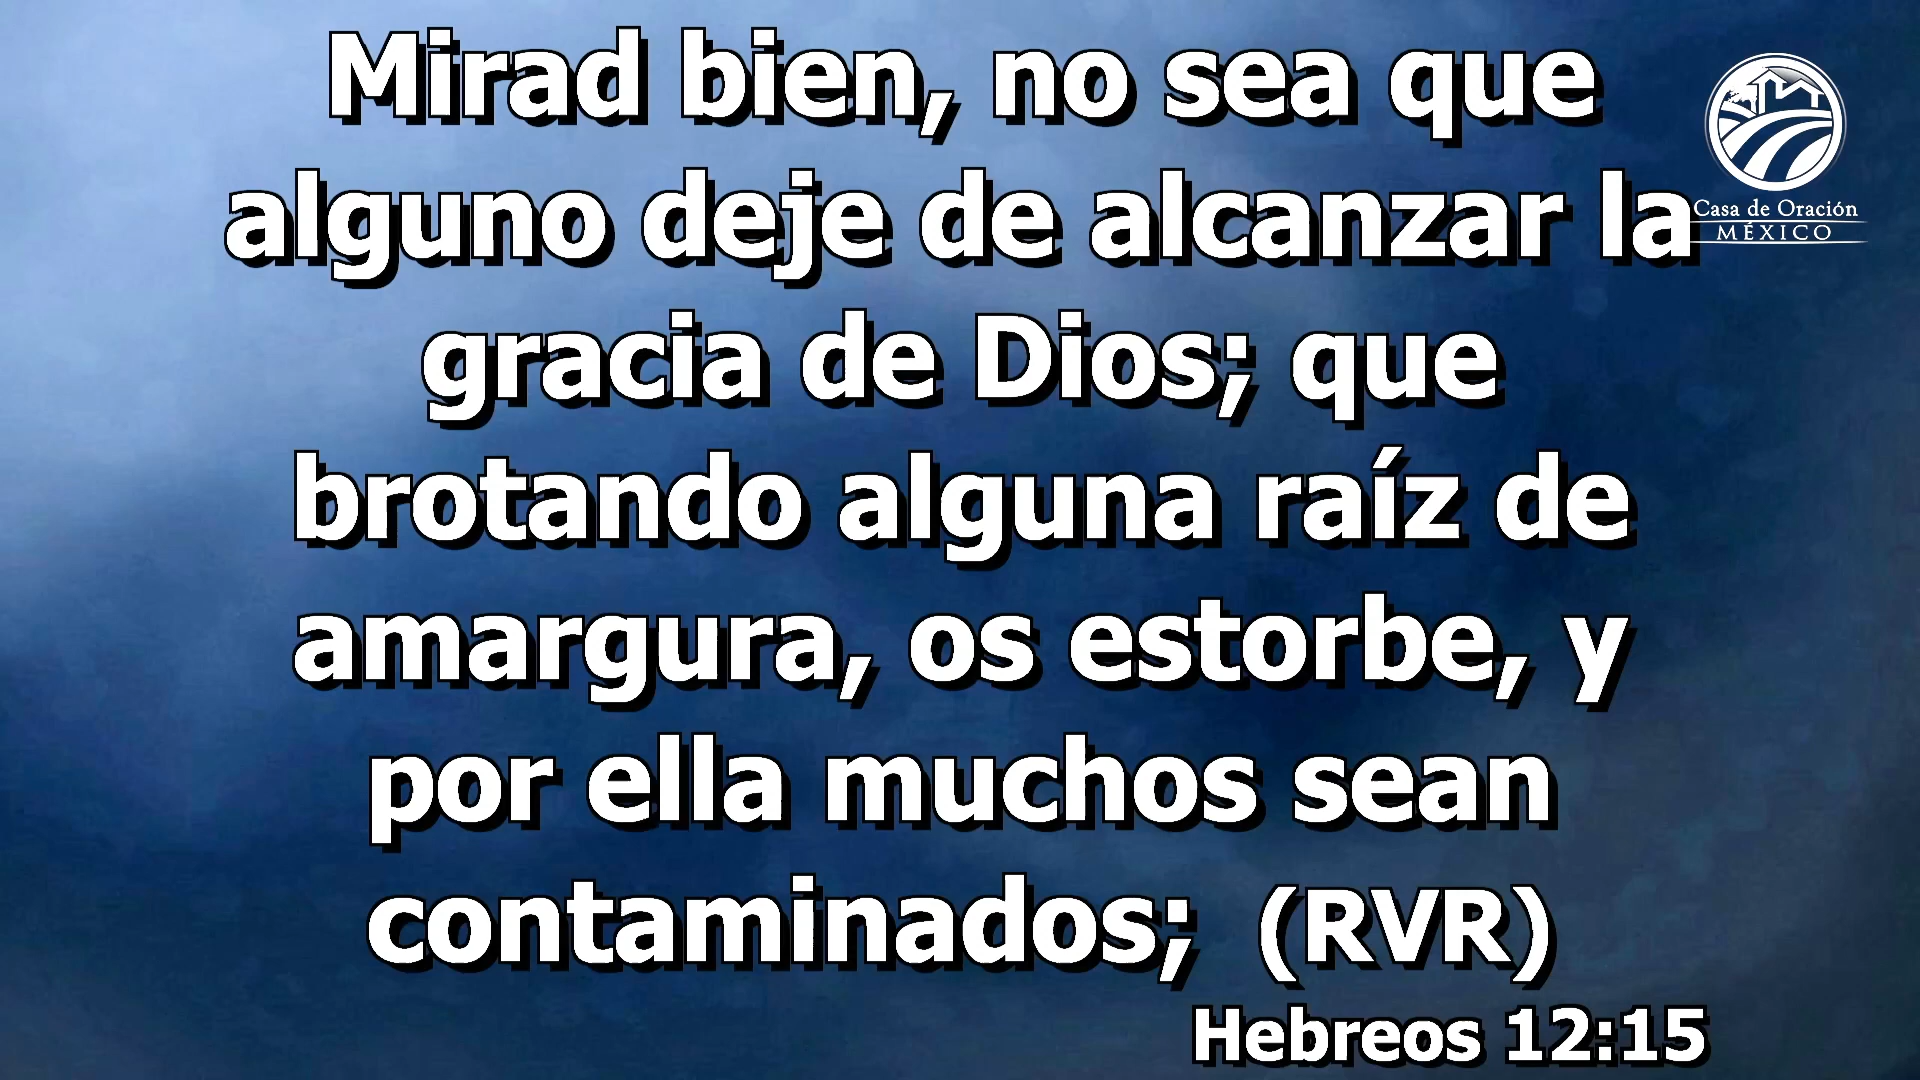 Mirad bien, no sea que
alguno deje de alcanzar la
gracia de Dios; que
brotando alguna raíz de
amargura, os estorbe, y
por ella muchos sean
contaminados; (RVR)
Hebreos 12:15
Casa de Oración
MÉXICO